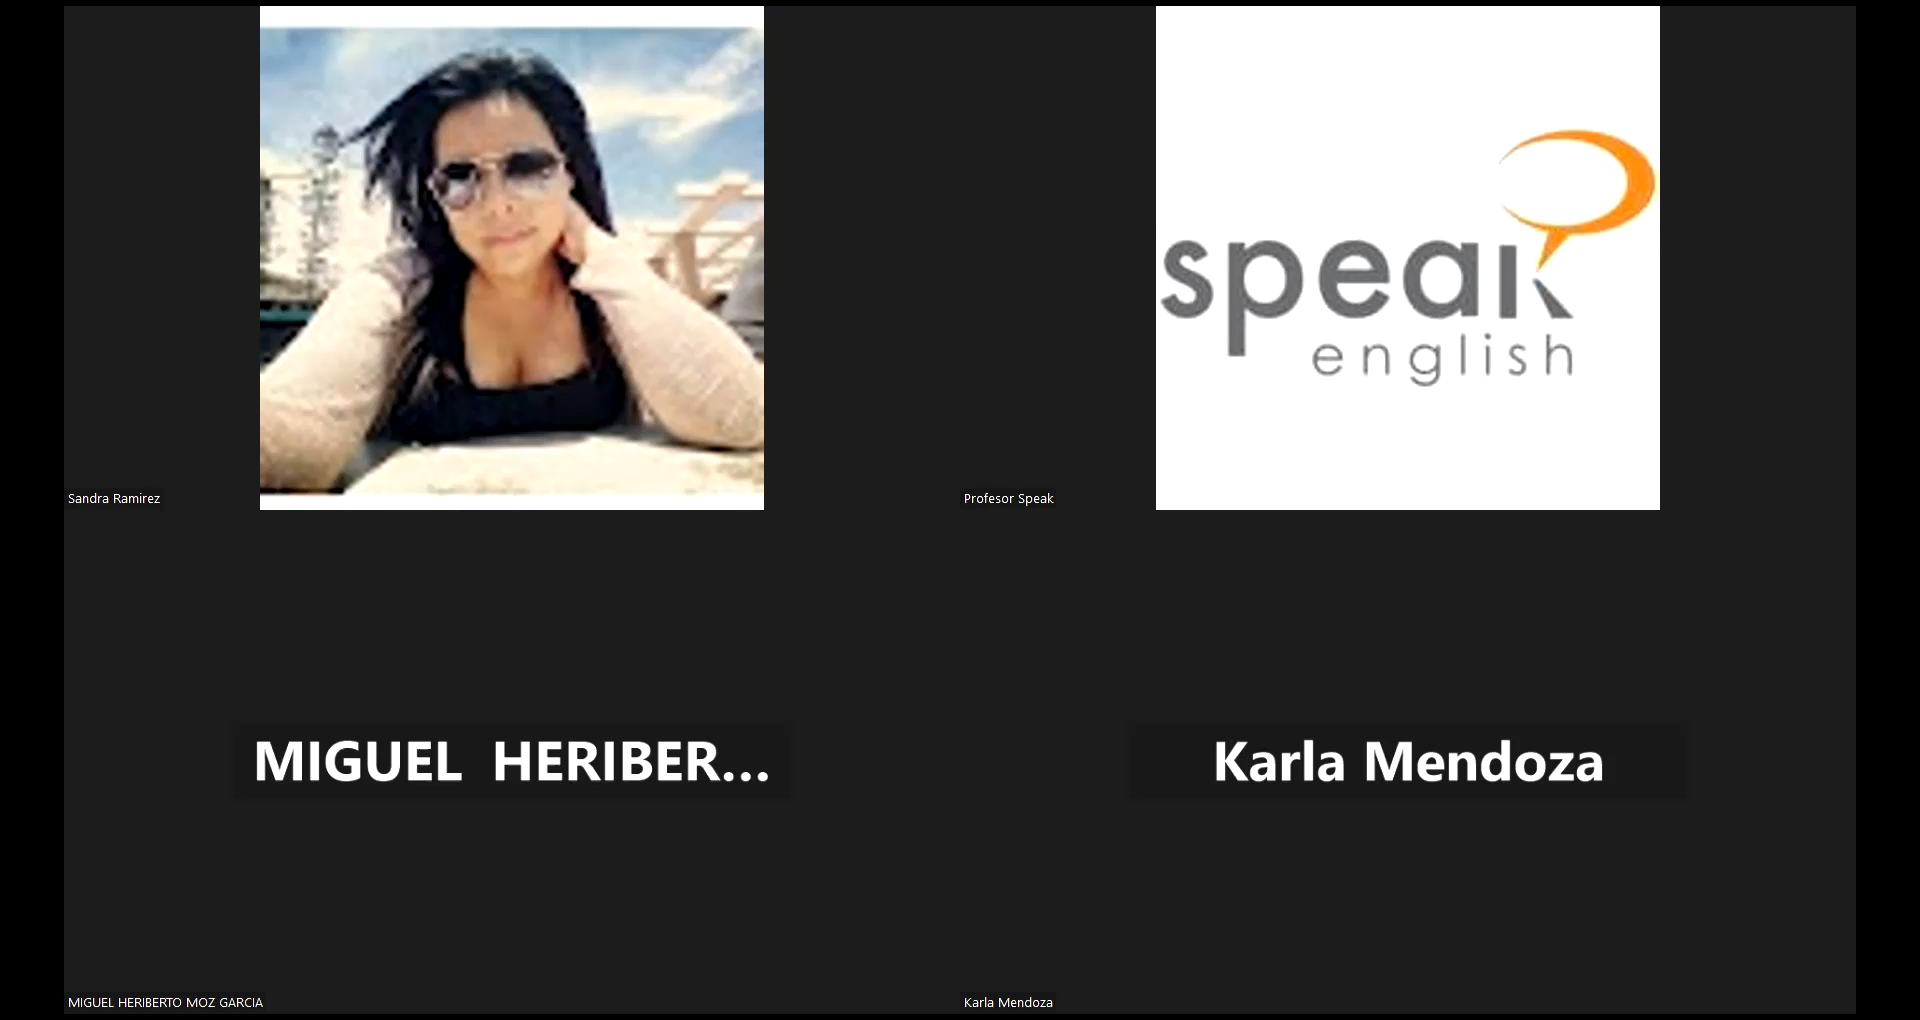 speak
english
Sandra Ramirez
Profesor Speak
MIGUEL  HERIBER...
Karla Mendoza
MIGUEL HERIBERTO MOZ GARCIA
Karla Mendoza